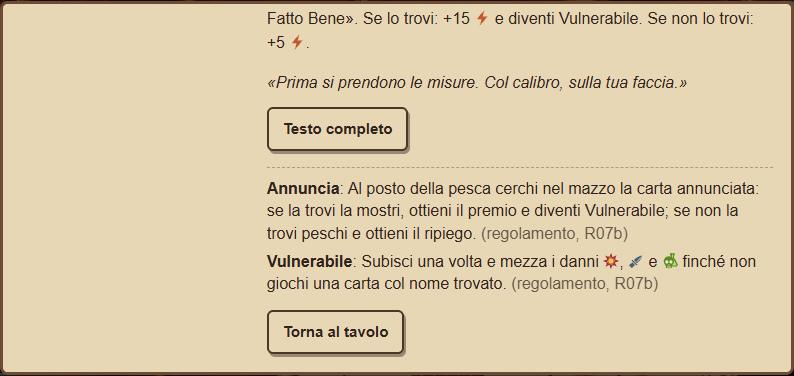 Fatto Bene». Se lo trovi: +15 e diventi Vulnerabile. Se non lo trovi:
+5 .
«Prima si prendono le misure. Col calibro, sulla tua faccia.»
Testo completo
Annuncia: Al posto della pesca cerchi nel mazzo la carta annunciata:
se la trovi la mostri, ottieni il premio e diventi Vulnerabile; se non la
trovi peschi e ottieni il ripiego. (regolamento, R07b)
Vulnerabile: Subisci una volta e mezza i danni , e finché non
giochi una carta col nome trovato. (regolamento, R07b)
Torna al tavolo